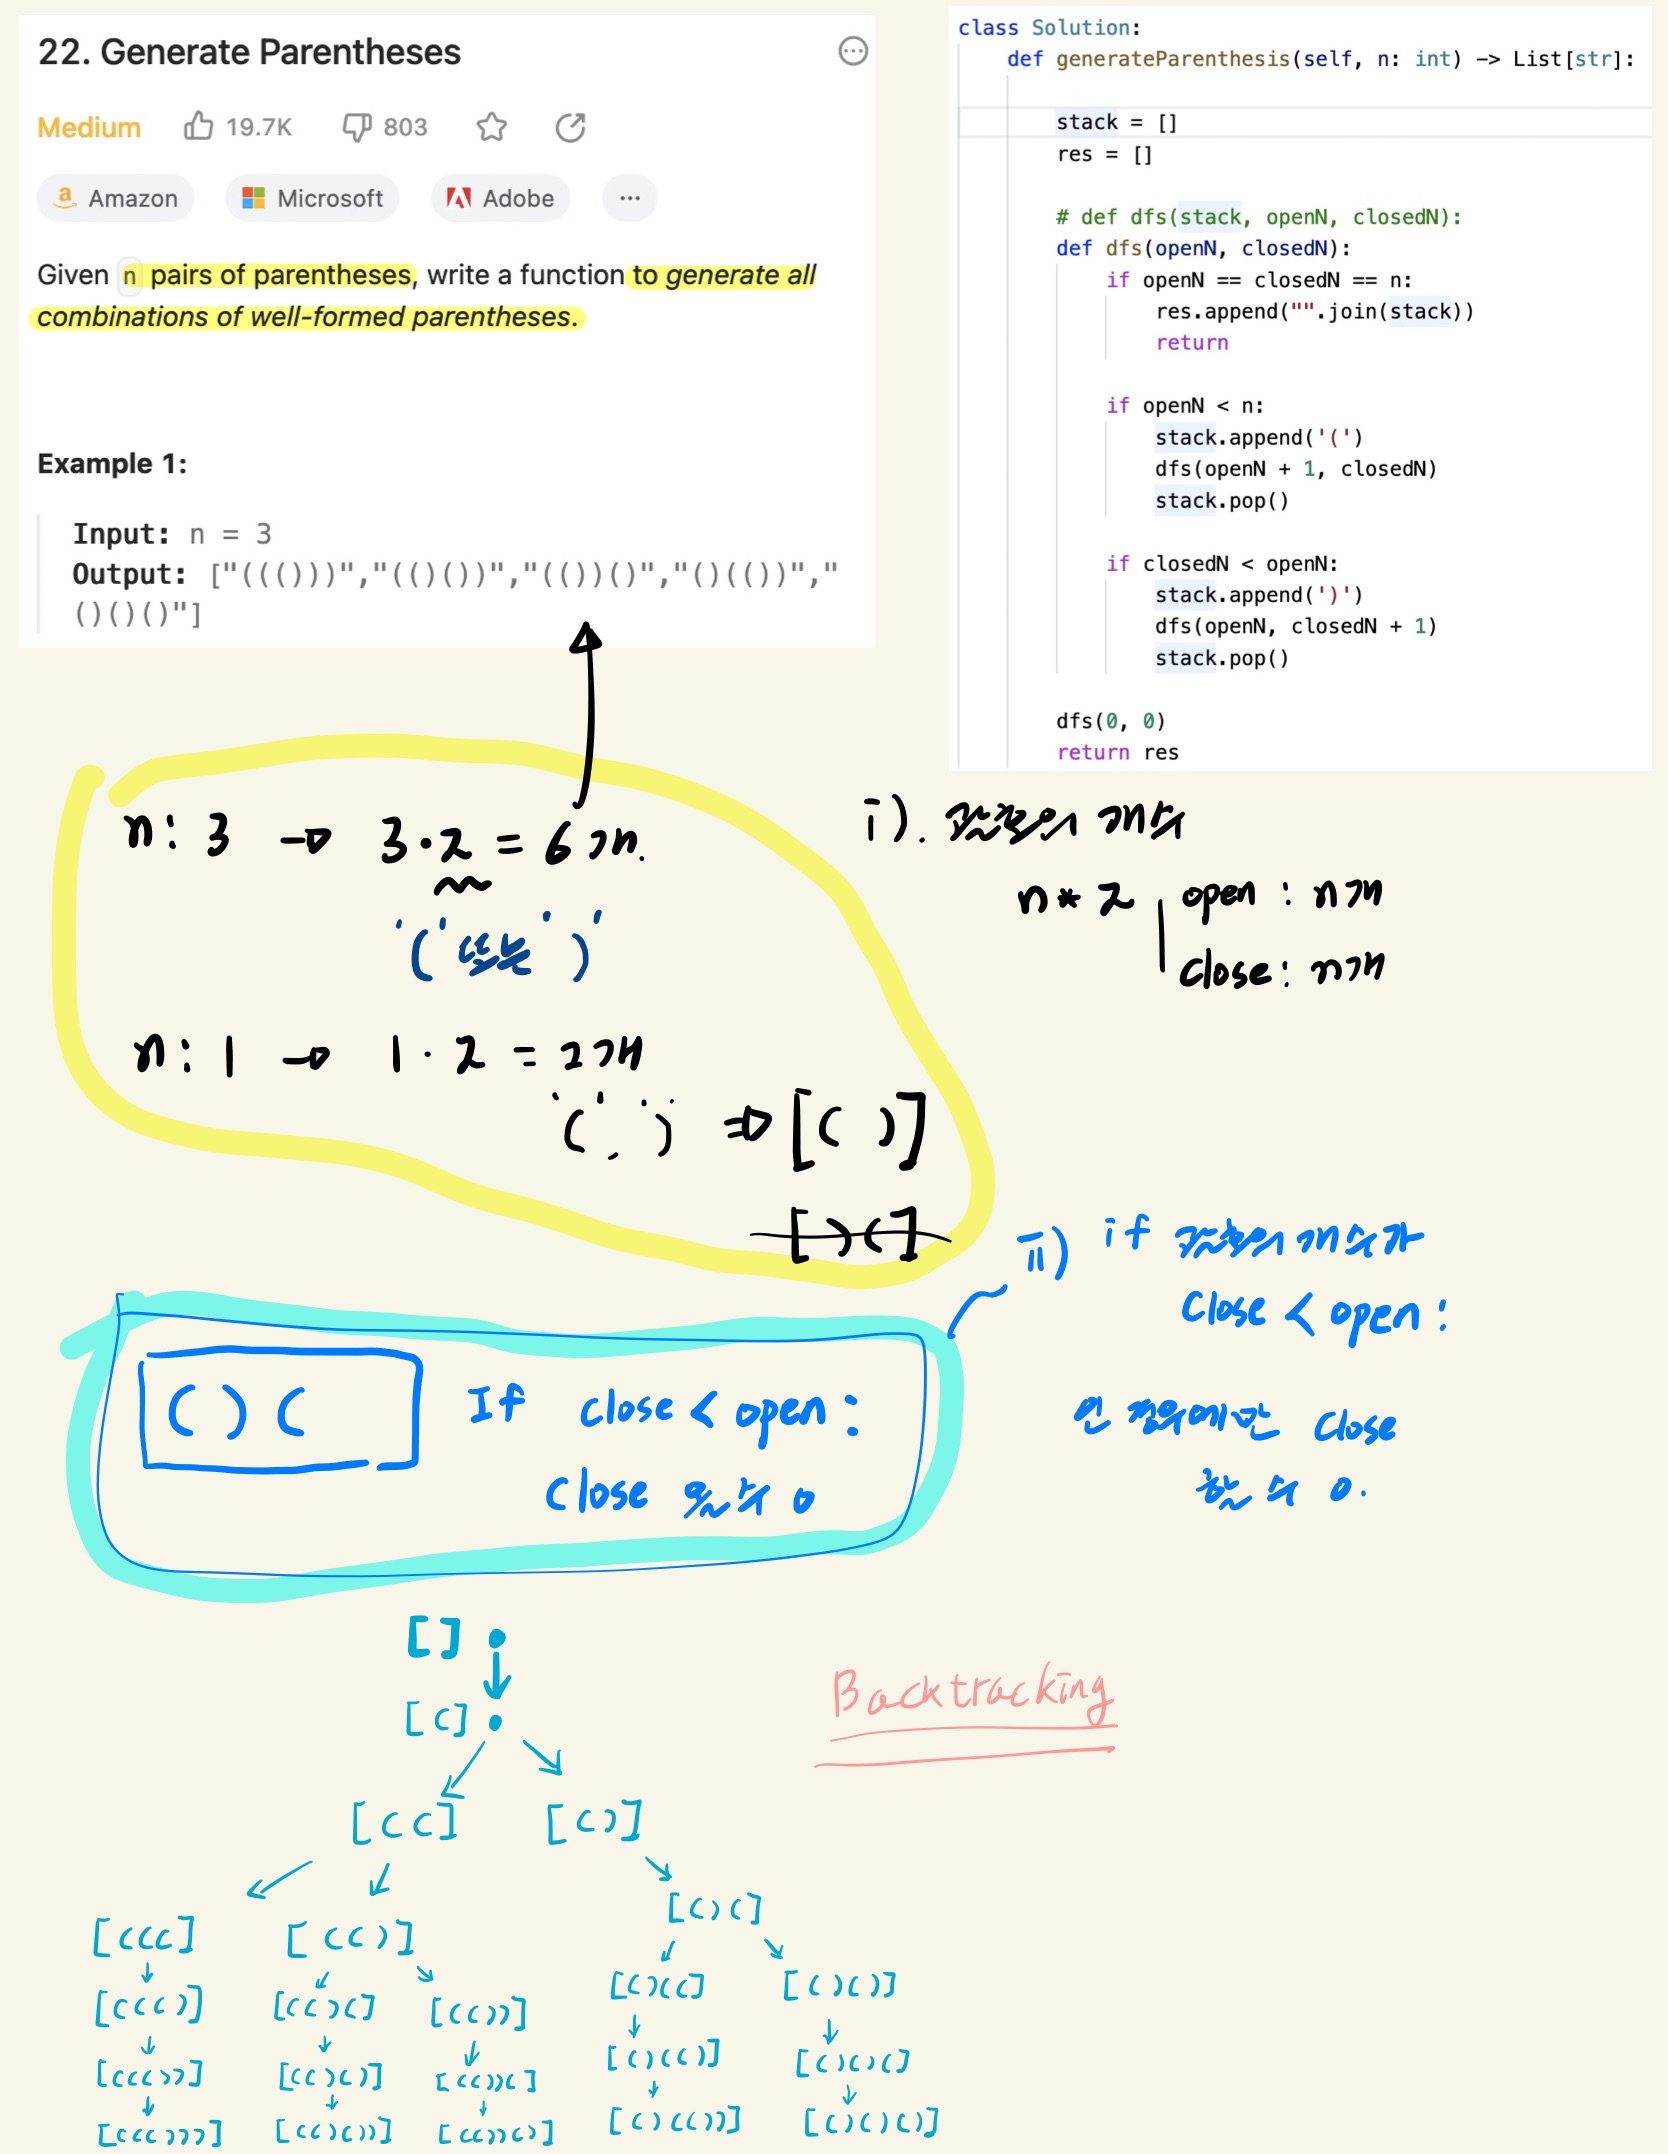 22. Generate Parentheses
Medium 19.7K 803
Amazon Microsoft Adobe ...
Given n pairs of parentheses, write a function to generate all
combinations of well-formed parentheses.
Example 1:
Input: n = 3
Output: ["((()))","(()())","(())()","()(())","
()()()"]
class Solution:
def generateParenthesis(self, n: int) -> List[str]:
stack = []
res = []
# def dfs(stack, openN, closedN):
def dfs(openN, closedN):
if openN == closedN == n:
res.append("".join(stack))
return
if openN < n:
stack.append('(')
dfs(openN + 1, closedN)
stack.pop()
if closedN < openN:
stack.append(')')
dfs(openN, closedN + 1)
stack.pop()
dfs(0, 0)
return res
n: 3 → 3·2 = 6개.
'(' 또는 ')'
n: 1 → 1·2 = 2개
'(', ')' ⇒ [( )]
[)(]
i). 괄호의 개수
n * 2 open : n개
close : n개
ii) if 괄호의 개수가
close < open :
인 경우에만 close
할 수 o.
( ) ( If close < open :
close 올 수 o
[]
[(]
Backtracking
[((] [()]
[()(]
[(((] [(()]
[()((] [()()]
[((()] [(()(] [(())]
[()(()] [()()(]
[((())] [(()()] [(())(]
[()(())] [()()()]
[((()))] [(()())] [(())()]